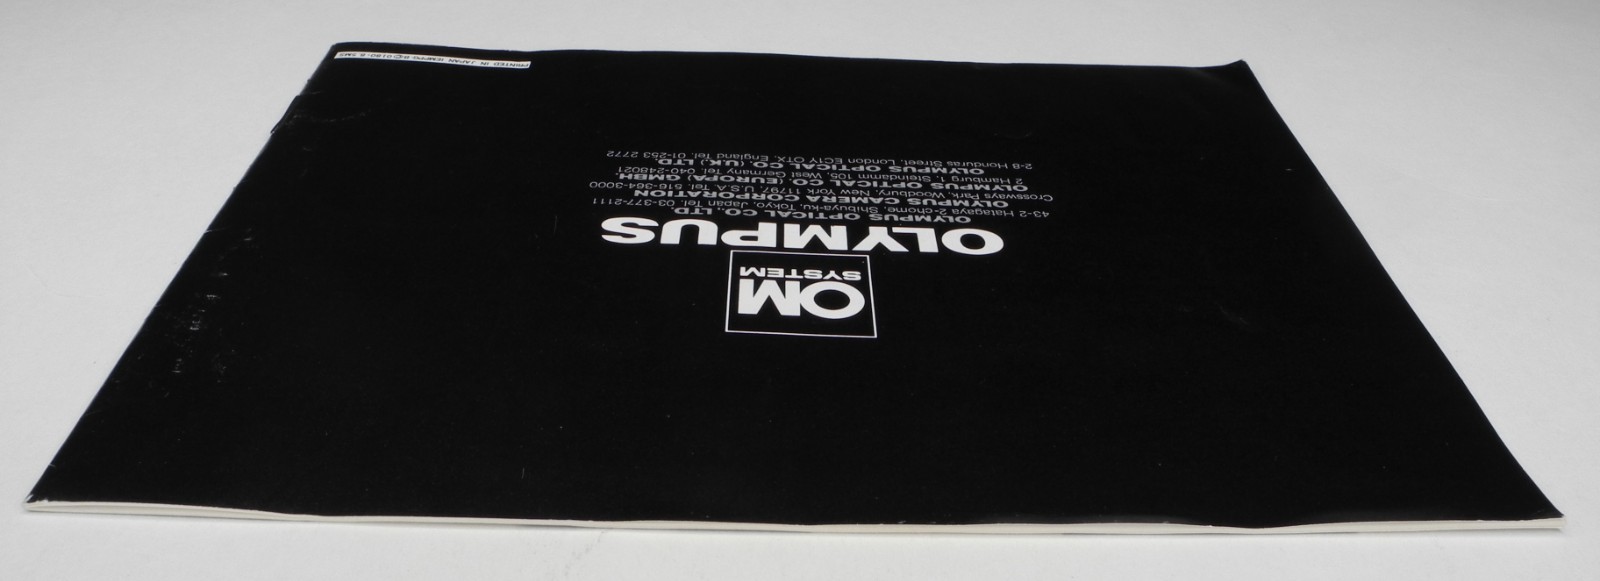 OM
SYSTEM
OLYMPUS
OLYMPUS OPTICAL CO., LTD.
43-2 Hatagaya 2-chome, Shibuya-ku, Tokyo, Japan Tel. 03-377-2111
OLYMPUS CAMERA CORPORATION
Crossways Park, Woodbury, New York 11797, U.S.A. Tel. 516-364-3000
OLYMPUS OPTICAL CO. (EUROPA) GMBH.
2 Hamburg 1, Steindamm 105, West Germany Tel. 040-248021
OLYMPUS OPTICAL CO. (U.K.) LTD.
2-8 Honduras Street, London EC1Y OTX, England Tel. 01-253 2772
PRINTED IN JAPAN